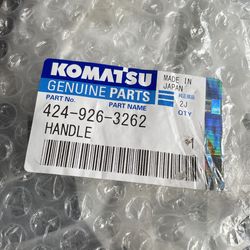 KOMATSU
GENUINE PARTS
MADE IN
JAPAN
PART No.
PART NAME
2J
QTY
424-926-3262
HANDLE
*1